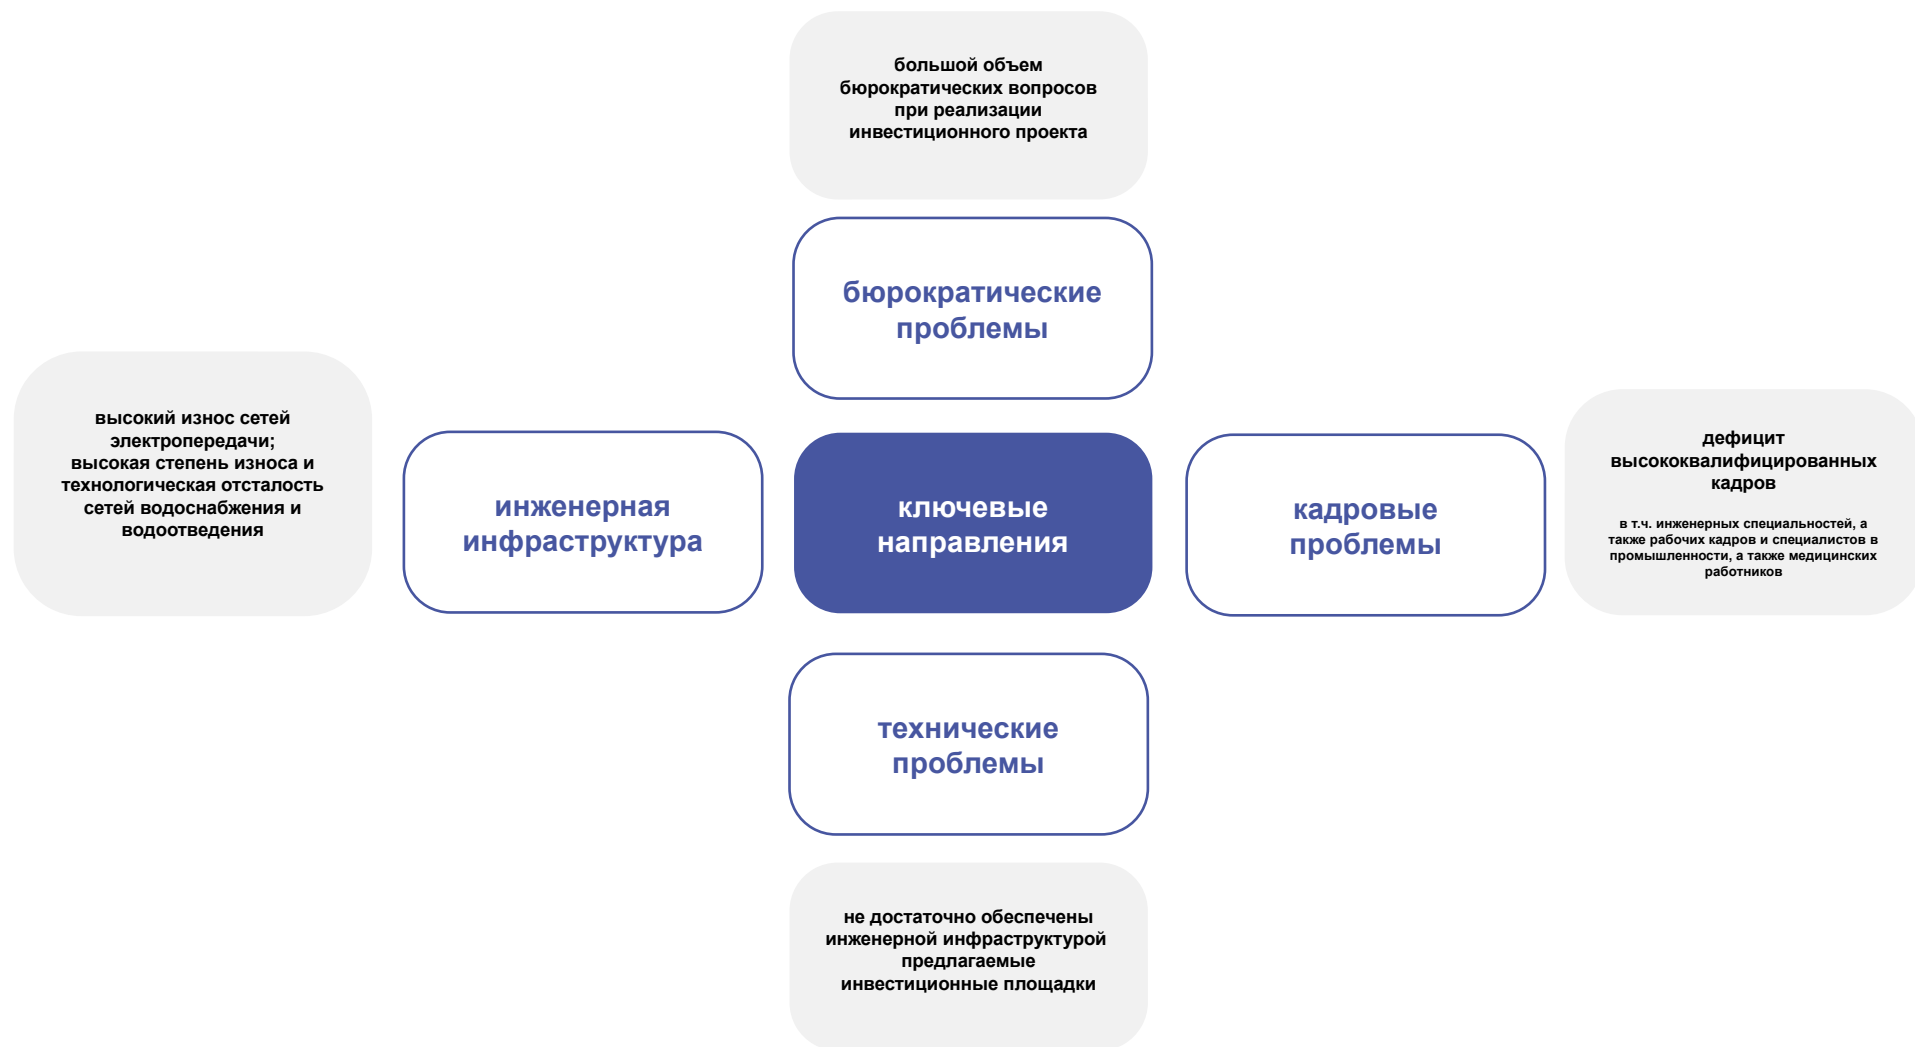 большой объем
бюрократических вопросов
при реализации
инвестиционного проекта
бюрократические
проблемы
высокий износ сетей
электропередачи;
высокая степень износа и
технологическая отсталость
сетей водоснабжения и
водоотведения
инженерная
инфраструктура
ключевые
направления
кадровые
проблемы
дефицит
высококвалифицированных
кадров
в т.ч. инженерных специальностей, а
также рабочих кадров и специалистов в
промышленности, а также медицинских
работников
технические
проблемы
не достаточно обеспечены
инженерной инфраструктурой
предлагаемые
инвестиционные площадки